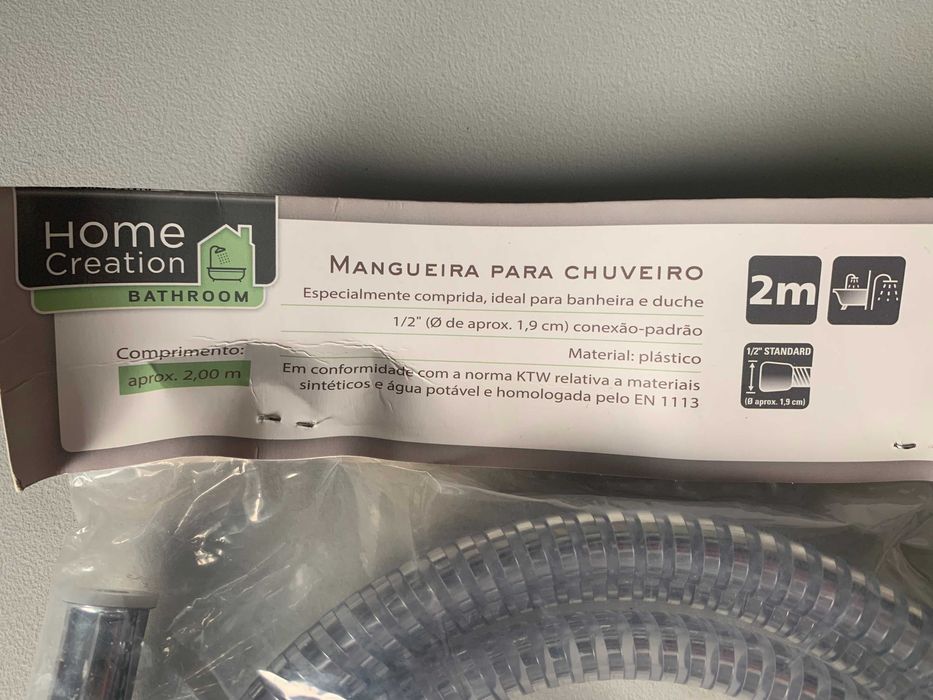 Home
Creation
BATHROOM
Comprimento:
aprox. 2,00 m
MANGUEIRA PARA CHUVEIRO
Especialmente comprida, ideal para banheira e duche
1/2" (Ø de aprox. 1,9 cm) conexão-padrão
Material: plástico
Em conformidade com a norma KTW relativa a materiais
sintéticos e água potável e homologada pelo EN 1113
2m
1/2" STANDARD
(Ø aprox. 1,9 cm)